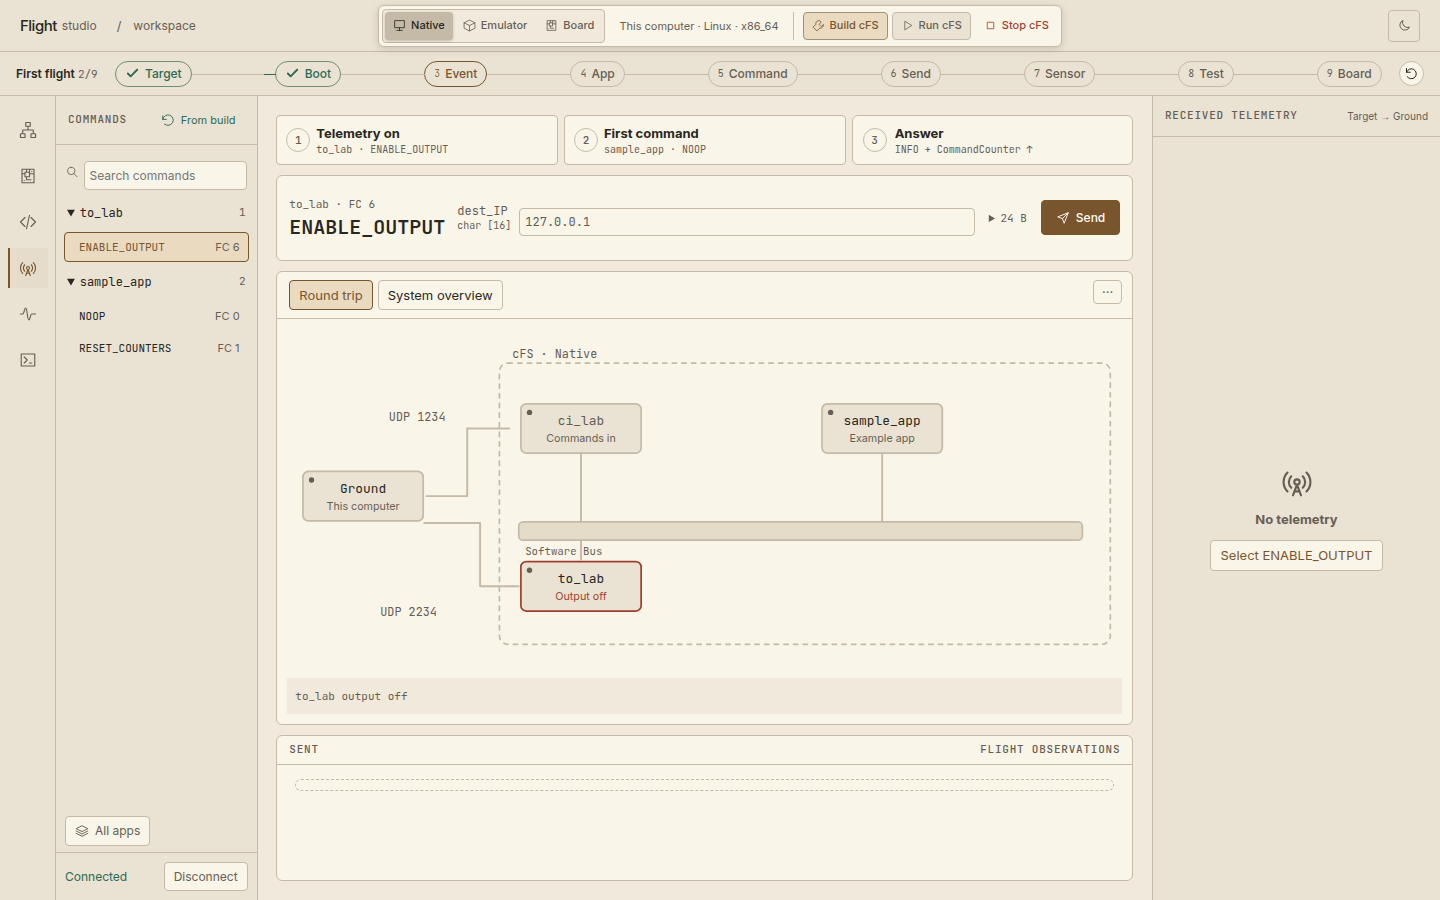 Flight studio / workspace
Native
Emulator
Board
This computer · Linux · x86_64
Build cFS
Run cFS
Stop cFS
First flight 2/9
Target
Boot
3 Event
4 App
5 Command
6 Send
7 Sensor
8 Test
9 Board
COMMANDS
From build
Search commands
to_lab 1
ENABLE_OUTPUT FC 6
sample_app 2
NOOP FC 0
RESET_COUNTERS FC 1
All apps
Connected
Disconnect
1 Telemetry on
to_lab · ENABLE_OUTPUT
2 First command
sample_app · NOOP
3 Answer
INFO + CommandCounter ↑
to_lab · FC 6
ENABLE_OUTPUT
dest_IP
char [16]
127.0.0.1
24 B
Send
Round trip
System overview
...
cFS · Native
UDP 1234
ci_lab
Commands in
sample_app
Example app
Ground
This computer
Software Bus
to_lab
Output off
UDP 2234
to_lab output off
SENT
FLIGHT OBSERVATIONS
RECEIVED TELEMETRY
Target → Ground
No telemetry
Select ENABLE_OUTPUT